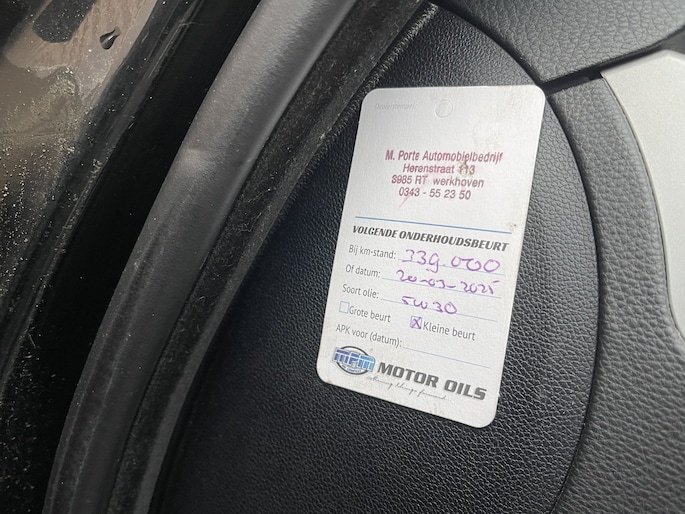 M. Porte Automobielbedrijf
Herenstraat 113
3985 RT werkhoven
0343 - 55 23 50
VOLGENDE ONDERHOUDSBEURT
Bij km-stand: 339.000
Of datum: 20-03-2025
Soort olie: 5W30
Grote beurt Kleine beurt
APK voor (datum):
MPM MOTOR OILS